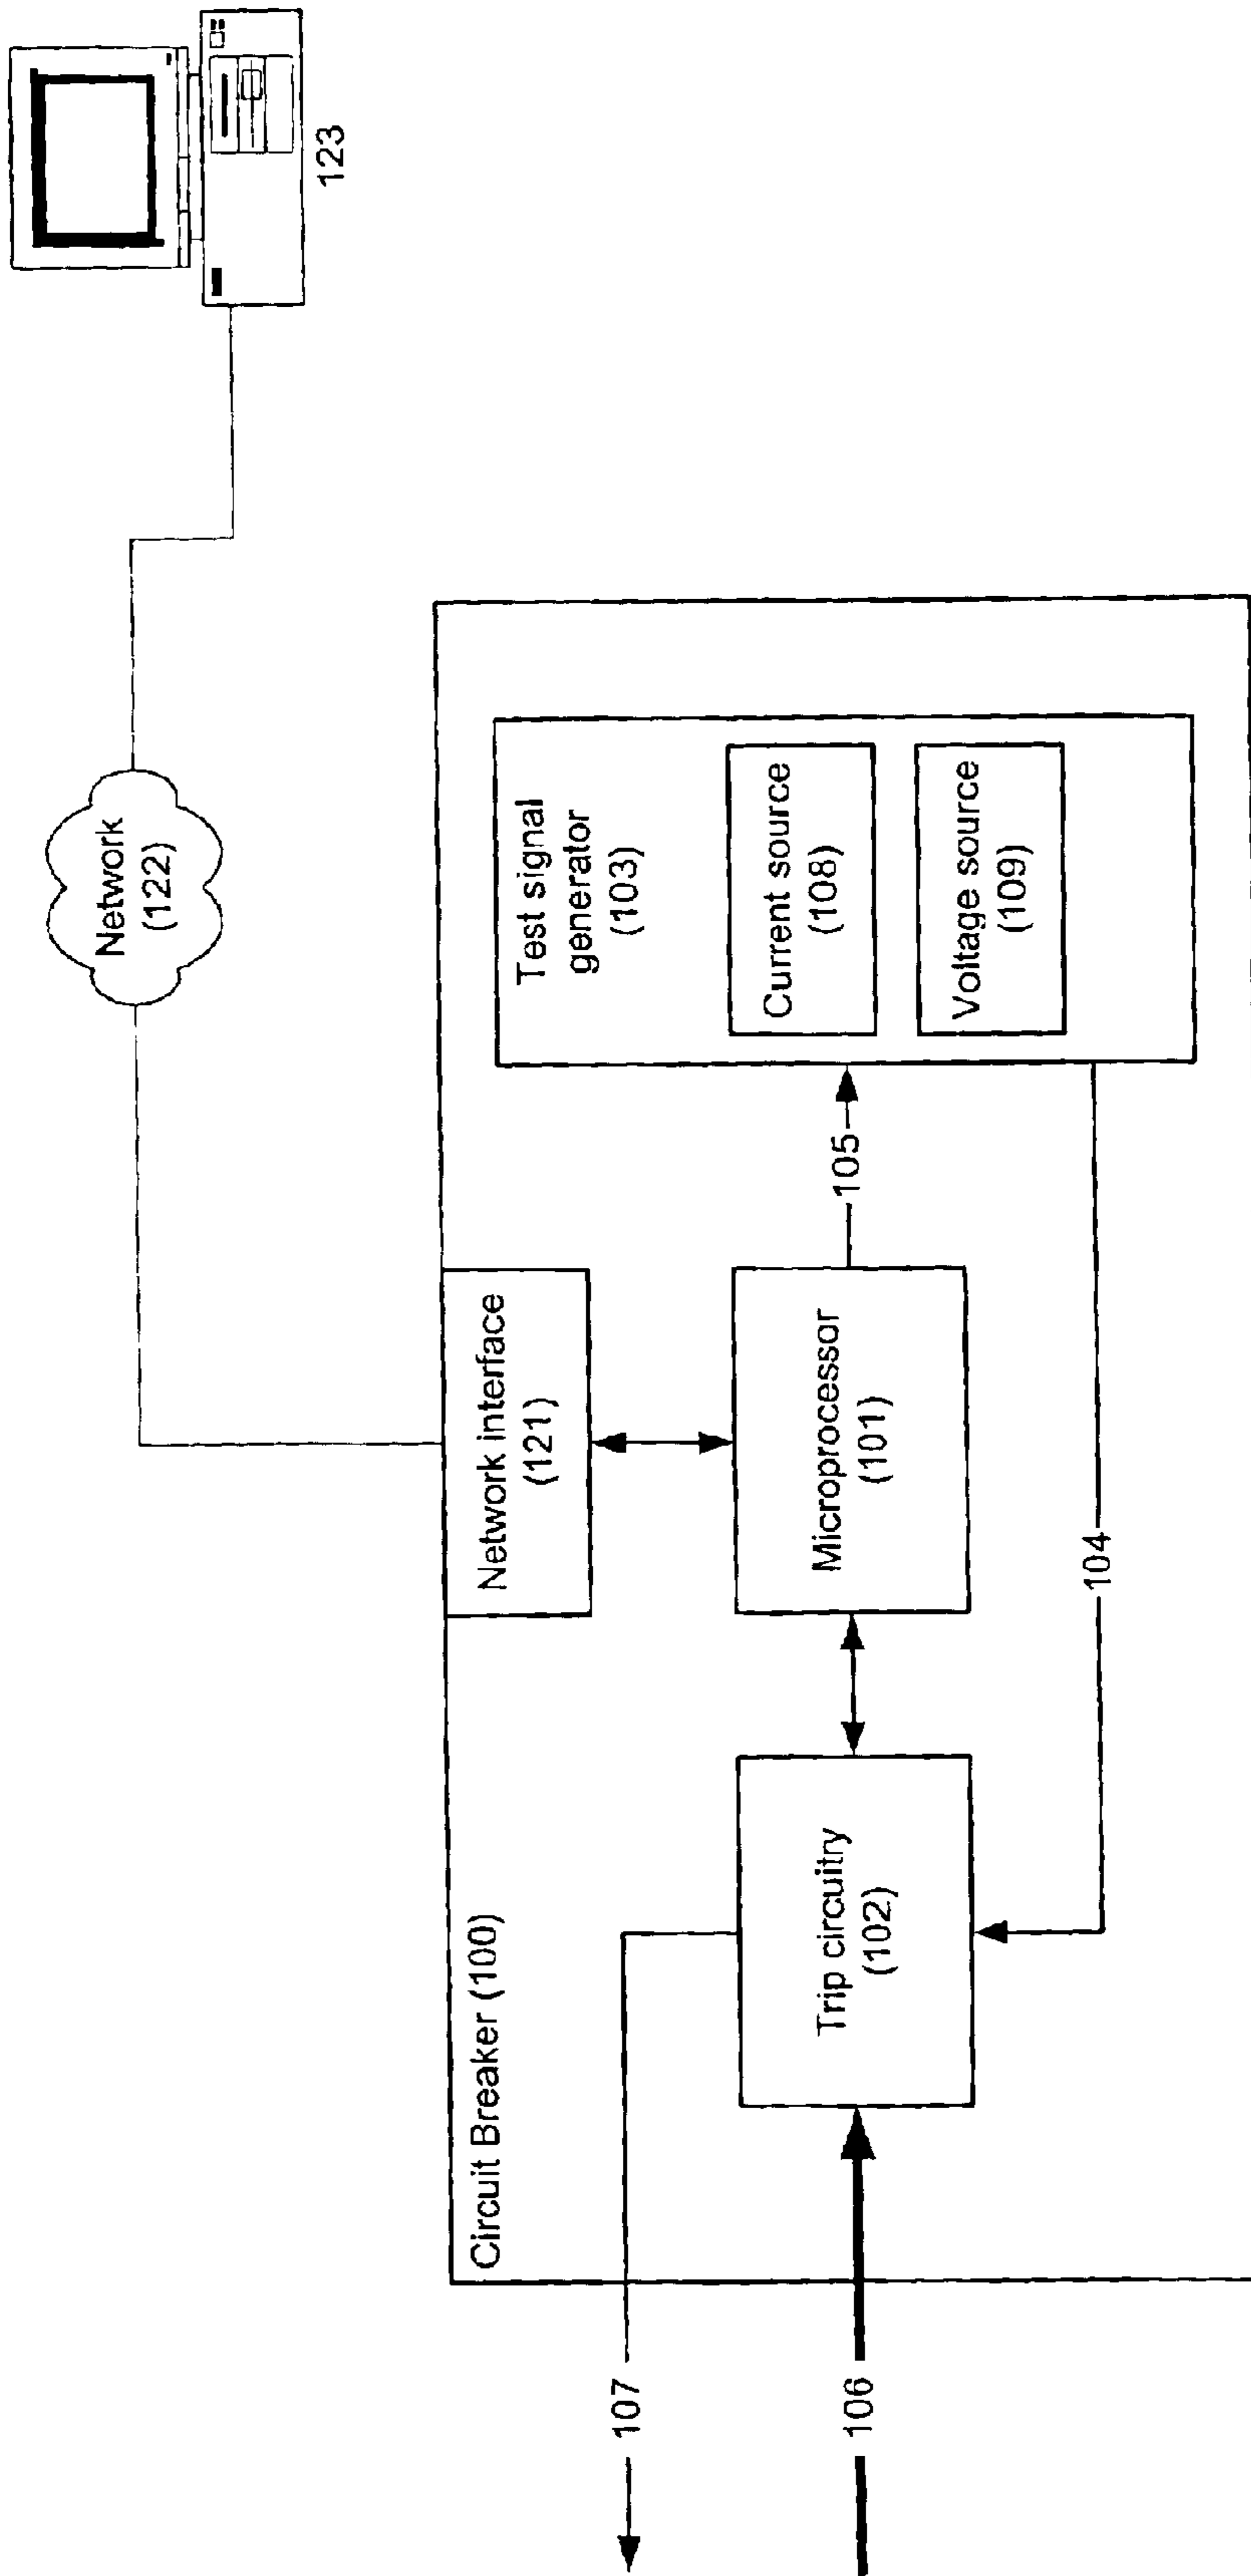 123
Network
(122)
Circuit Breaker (100)
Network interface
(121)
Test signal
generator
(103)
107
Trip circuitry
(102)
Microprocessor
(101)
105
Current source
(108)
106
104
Voltage source
(109)